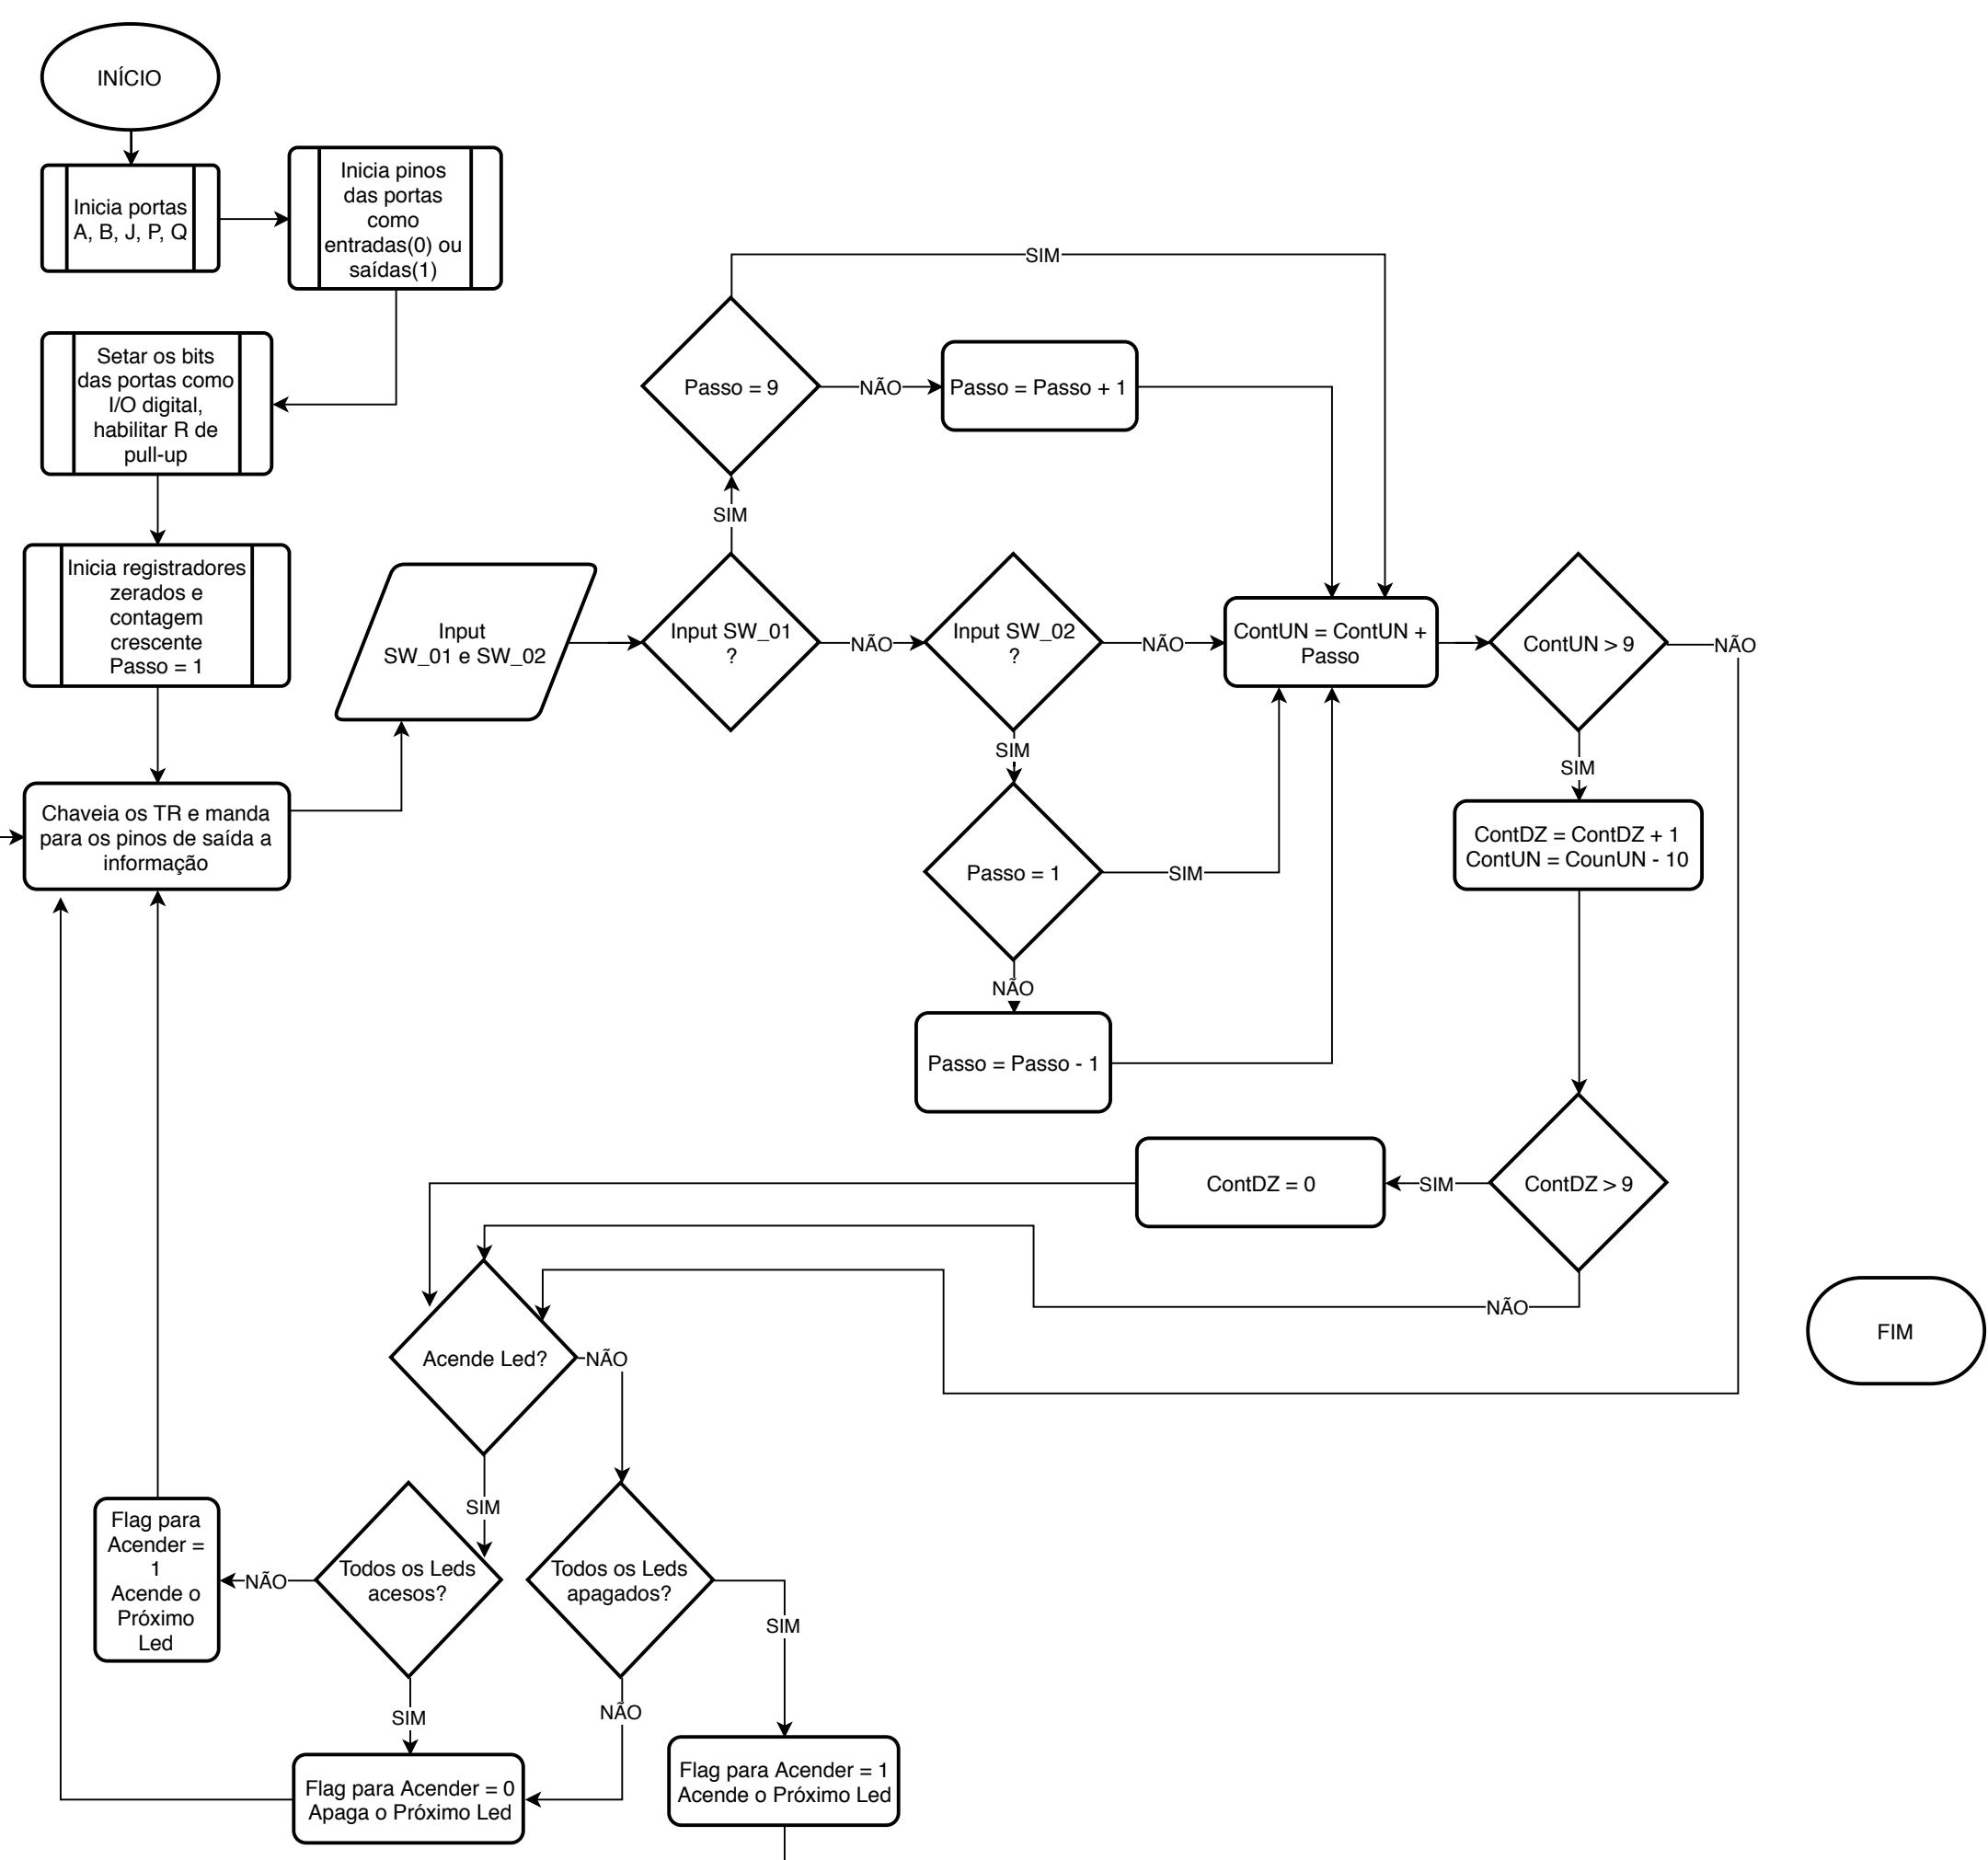 INÍCIO
Inicia portas
A, B, J, P, Q
Inicia pinos
das portas
como
entradas(0) ou
saídas(1)
Setar os bits
das portas como
I/O digital,
habilitar R de
pull-up
Inicia registradores
zerados e
contagem
crescente
Passo = 1
Chaveia os TR e manda
para os pinos de saída a
informação
Input
SW_01 e SW_02
Input SW_01
?
SIM
Passo = 9
SIM
NÃO
Passo = Passo + 1
NÃO
Input SW_02
?
NÃO
SIM
Passo = 1
SIM
NÃO
Passo = Passo - 1
ContUN = ContUN +
Passo
ContUN > 9
NÃO
SIM
ContDZ = ContDZ + 1
ContUN = CounUN - 10
ContDZ > 9
SIM
ContDZ = 0
NÃO
Acende Led?
NÃO
SIM
Todos os Leds
acesos?
NÃO
Flag para
Acender =
1
Acende o
Próximo
Led
SIM
Flag para Acender = 0
Apaga o Próximo Led
Todos os Leds
apagados?
NÃO
SIM
Flag para Acender = 1
Acende o Próximo Led
FIM